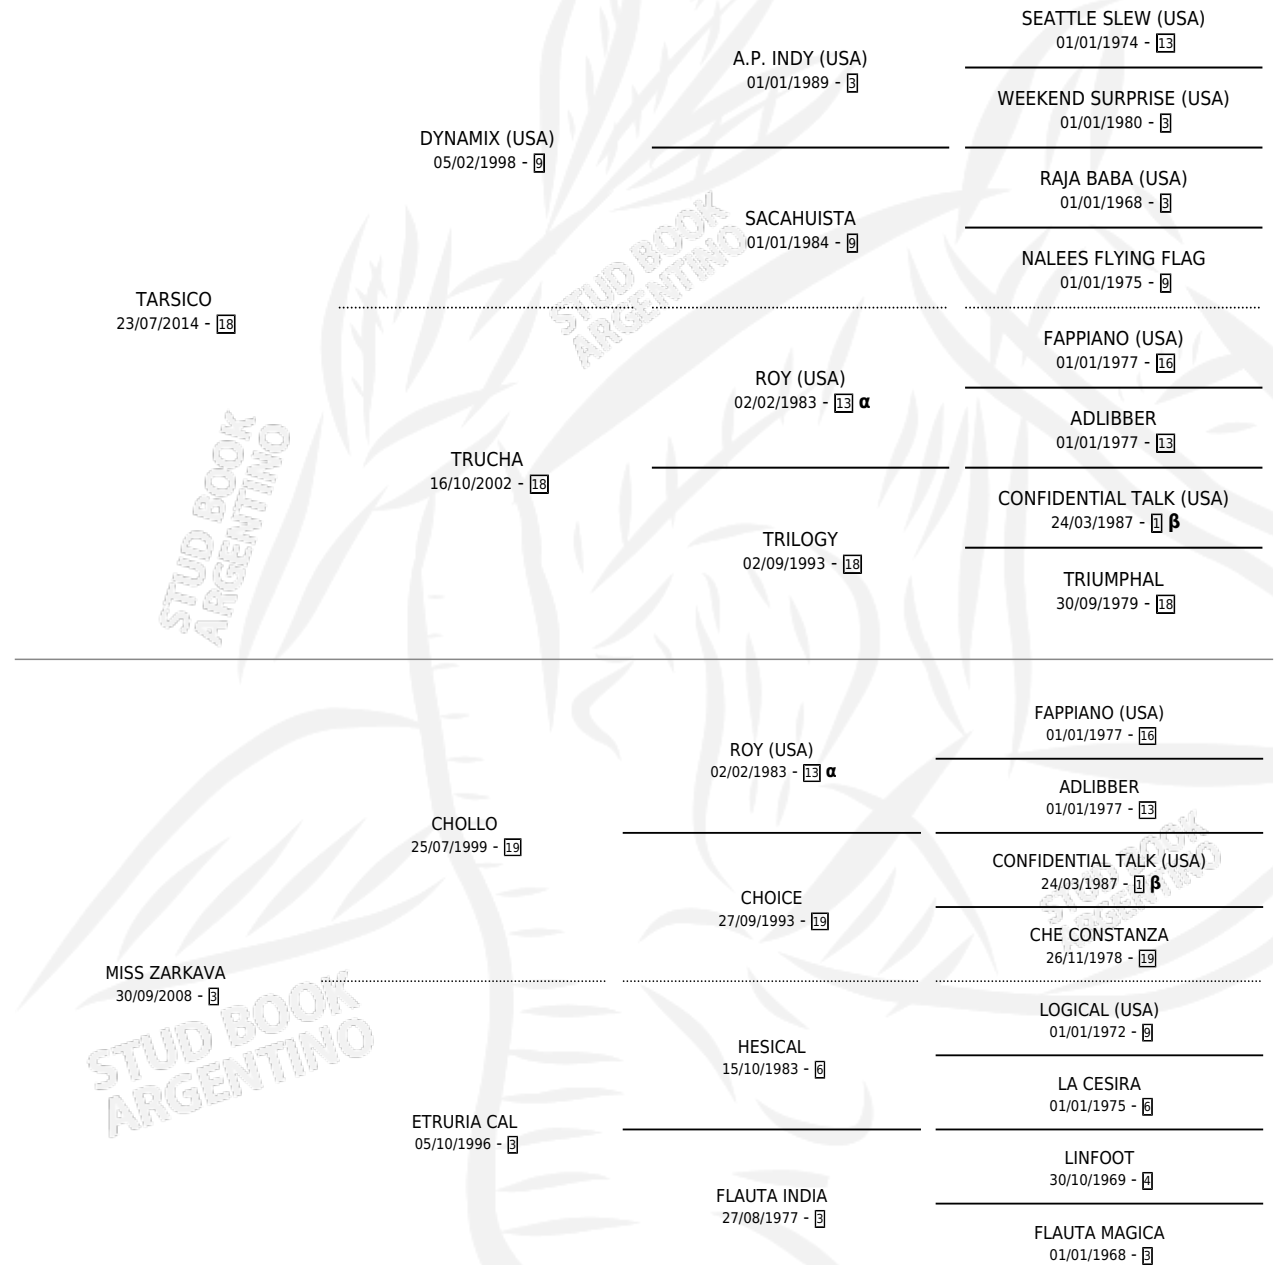 SEATTLE SLEW (USA)
01/01/1974 - 13
A.P. INDY (USA)
01/01/1989 - 3
WEEKEND SURPRISE (USA)
01/01/1980 - 3
DYNAMIX (USA)
05/02/1998 - 9
RAJA BABA (USA)
01/01/1968 - 3
SACAHUISTA
01/01/1984 - 9
NALEES FLYING FLAG
01/01/1975 - 9
TARSICO
23/07/2014 - 18
FAPPIANO (USA)
01/01/1977 - 16
ROY (USA)
02/02/1983 - 13 α
ADLIBBER
01/01/1977 - 13
TRUCHA
16/10/2002 - 18
CONFIDENTIAL TALK (USA)
24/03/1987 - 1 β
TRILOGY
02/09/1993 - 18
TRIUMPHAL
30/09/1979 - 18
FAPPIANO (USA)
01/01/1977 - 16
ROY (USA)
02/02/1983 - 13 α
ADLIBBER
01/01/1977 - 13
CHOLLO
25/07/1999 - 19
CONFIDENTIAL TALK (USA)
24/03/1987 - 1 β
CHOICE
27/09/1993 - 19
CHE CONSTANZA
26/11/1978 - 19
MISS ZARKAVA
30/09/2008 - 3
LOGICAL (USA)
01/01/1972 - 9
HESICAL
15/10/1983 - 6
LA CESIRA
01/01/1975 - 6
ETRURIA CAL
05/10/1996 - 3
LINFOOT
30/10/1969 - 4
FLAUTA INDIA
27/08/1977 - 3
FLAUTA MAGICA
01/01/1968 - 3
STUD BOOK
ARGENTINO
STUD BOOK
ARGENTINO
STUD BOOK
ARGENTINO
STUD BOOK
ARGENTINO